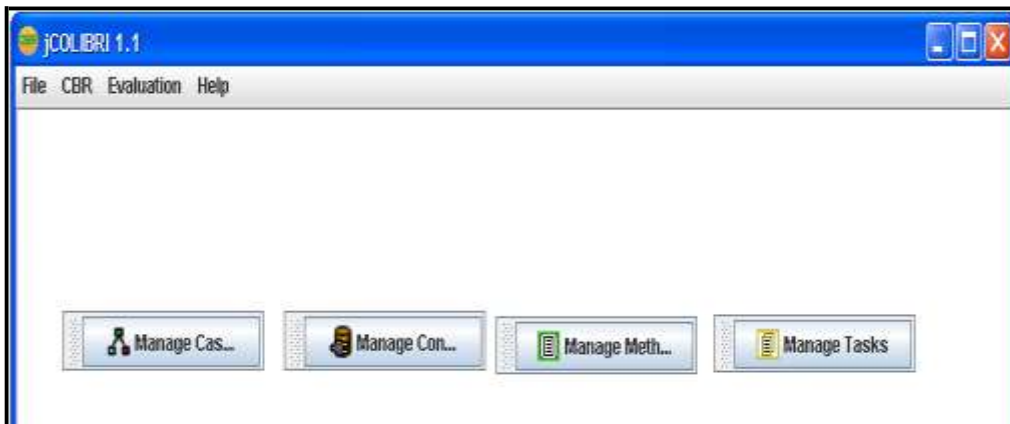 jCOLIBRI 1.1
File CBR Evaluation Help
Manage Cas... Manage Con... Manage Meth... Manage Tasks